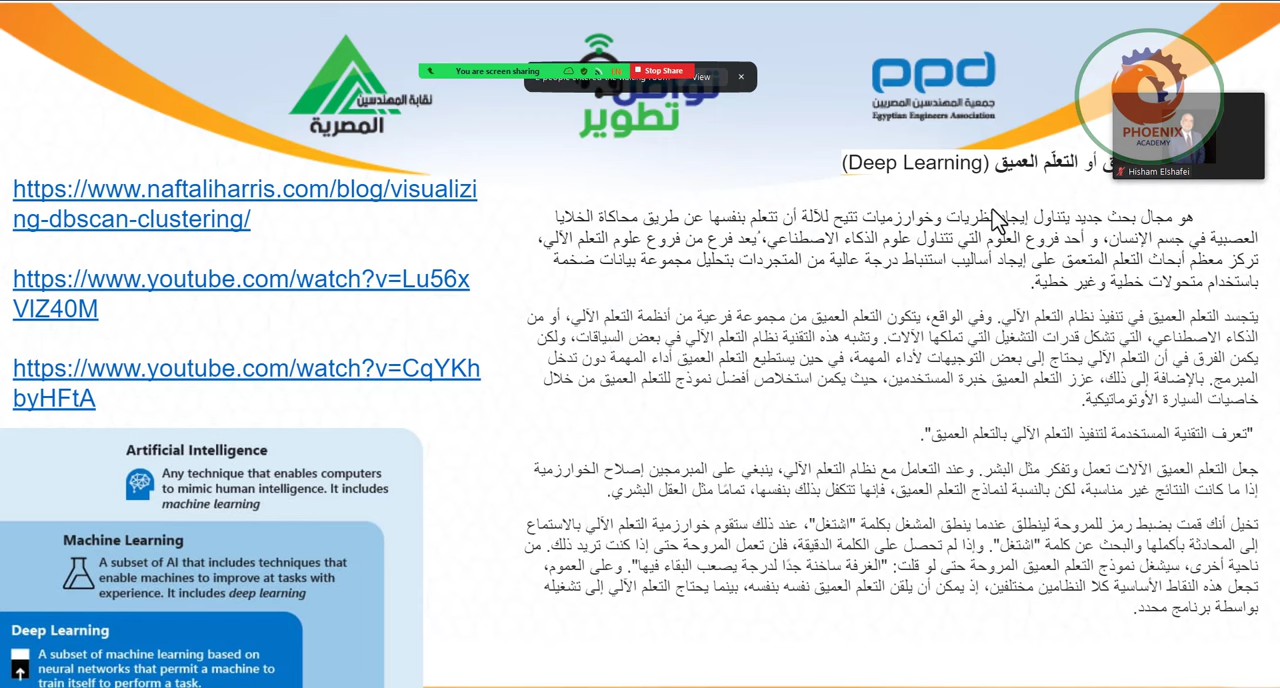 نقابة المهندسين
المصرية
تواصل
تطوير
You are screen sharing
Stop Share
View
ppd
جمعية المهندسين المصريين
Egyptian Engineers Association
PHOENIX
ACADEMY
Hisham Elshafei
أو التعلّم العميق (Deep Learning)
https://www.naftaliharris.com/blog/visualizi
ng-dbscan-clustering/
https://www.youtube.com/watch?v=Lu56x
VlZ40M
https://www.youtube.com/watch?v=CqYKh
byHFtA
هو مجال بحث جديد يتناول إيجاد نظريات وخوارزميات تتيح للآلة أن تتعلم بنفسها عن طريق محاكاة الخلايا
العصبية في جسم الإنسان، و أحد فروع العلوم التي تتناول علوم الذكاء الاصطناعي،ُيعد فرع من فروع علوم التعلم الآلي،
تركز معظم أبحاث التعلم المتعمق على إيجاد أساليب استنباط درجة عالية من المتجردات بتحليل مجموعة بيانات ضخمة
باستخدام متحولات خطية وغير خطية.
يتجسد التعلم العميق في تنفيذ نظام التعلم الآلي. وفي الواقع، يتكون التعلم العميق من مجموعة فرعية من أنظمة التعلم الآلي، أو من
الذكاء الاصطناعي، التي تشكل قدرات التشغيل التي تملكها الآلات. وتشبه هذه التقنية نظام التعلم الآلي في بعض السياقات، ولكن
يكمن الفرق في أن التعلم الآلي يحتاج إلى بعض التوجيهات لأداء المهمة، في حين يستطيع التعلم العميق أداء المهمة دون تدخل
المبرمج. بالإضافة إلى ذلك، عزز التعلم العميق خبرة المستخدمين، حيث يكمن استخلاص أفضل نموذج للتعلم العميق من خلال
خاصيات السيارة الأوتوماتيكية.
"تعرف التقنية المستخدمة لتنفيذ التعلم الآلي بالتعلم العميق".
جعل التعلم العميق الآلات تعمل وتفكر مثل البشر. وعند التعامل مع نظام التعلم الآلي، ينبغي على المبرمجين إصلاح الخوارزمية
إذا ما كانت النتائج غير مناسبة، لكن بالنسبة لنماذج التعلم العميق، فإنها تتكفل بذلك بنفسها، تمامًا مثل العقل البشري.
تخيل أنك قمت بضبط رمز للمروحة لينطلق عندما ينطق المشغل بكلمة "اشتغل"، عند ذلك ستقوم خوارزمية التعلم الآلي بالاستماع
إلى المحادثة بأكملها والبحث عن كلمة "اشتغل". وإذا لم تحصل على الكلمة الدقيقة، فلن تعمل المروحة حتى إذا كنت تريد ذلك. من
ناحية أخرى، سيشغل نموذج التعلم العميق المروحة حتى لو قلت: "الغرفة ساخنة جدًا لدرجة يصعب البقاء فيها". وعلى العموم،
تجعل هذه النقاط الأساسية كلا النظامين مختلفين، إذ يمكن أن يلقن التعلم العميق نفسه بنفسه، بينما يحتاج التعلم الآلي إلى تشغيله
بواسطة برنامج محدد.
Artificial Intelligence
Any technique that enables computers
to mimic human intelligence. It includes
machine learning
Machine Learning
A subset of AI that includes techniques that
enable machines to improve at tasks with
experience. It includes deep learning
Deep Learning
A subset of machine learning based on
neural networks that permit a machine to
train itself to perform a task.